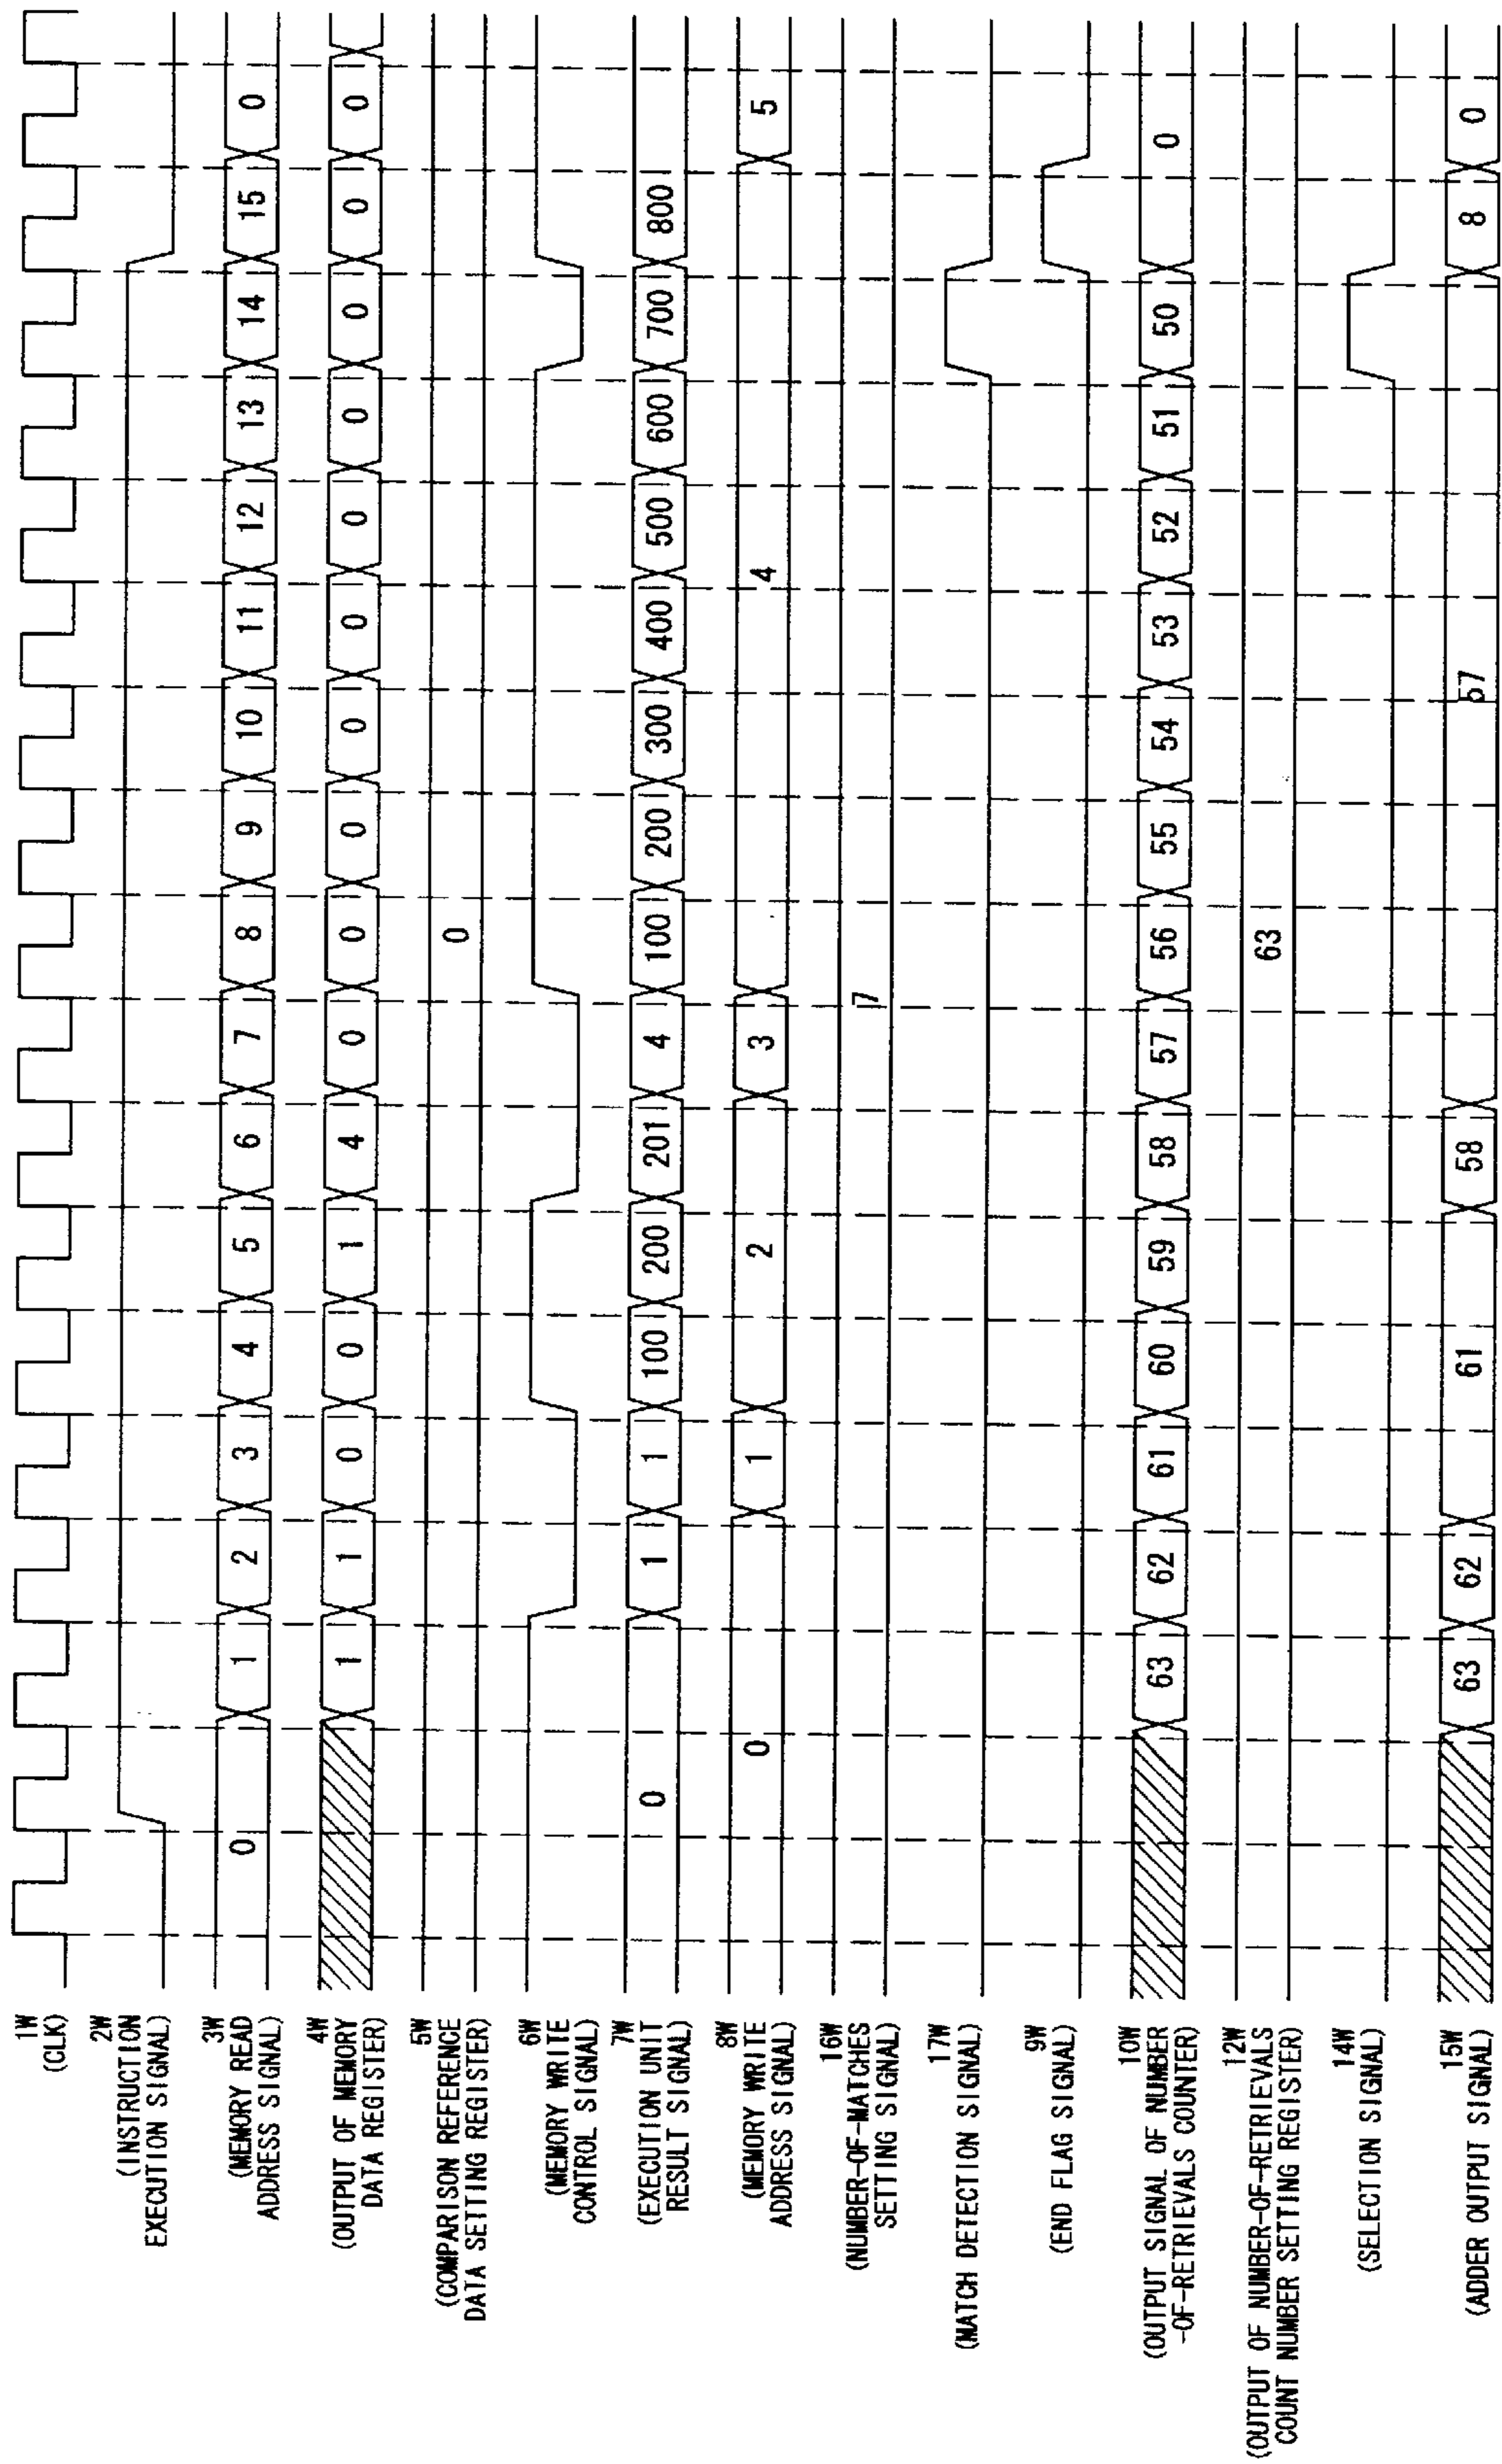 1W
(CLK)
2W
(INSTRUCTION
EXECUTION SIGNAL)
3W
(MEMORY READ
ADDRESS SIGNAL)
0 1 2 3 4 5 6 7 8 9 10 11 12 13 14 15 0
4W
(OUTPUT OF MEMORY
DATA REGISTER)
1 1 0 0 1 4 0 0 0 0 0 0 0 0 0 0
5W
(COMPARISON REFERENCE
DATA SETTING REGISTER)
0
6W
(MEMORY WRITE
CONTROL SIGNAL)
7W
(EXECUTION UNIT
RESULT SIGNAL)
0 1 1 100 200 201 4 100 200 300 400 500 600 700 800
8W
(MEMORY WRITE
ADDRESS SIGNAL)
0 1 2 3 4 5
16W
(NUMBER-OF-MATCHES
SETTING SIGNAL)
7
17W
(MATCH DETECTION SIGNAL)
9W
(END FLAG SIGNAL)
10W
(OUTPUT SIGNAL OF NUMBER
-OF-RETRIEVALS COUNTER)
63 62 61 60 59 58 57 56 55 54 53 52 51 50 0
12W
(OUTPUT OF NUMBER-OF-RETRIEVALS
COUNT NUMBER SETTING REGISTER)
63
14W
(SELECTION SIGNAL)
15W
(ADDER OUTPUT SIGNAL)
63 62 61 58 57 8 0